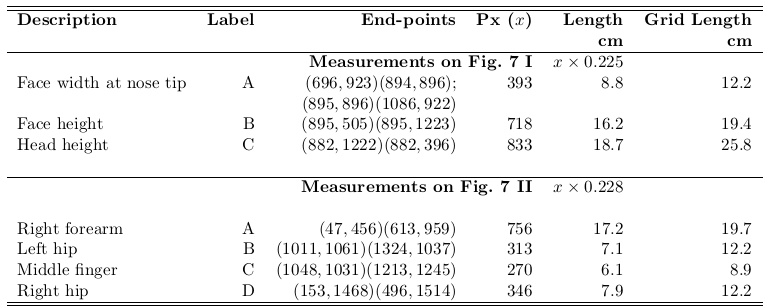 Description Label End-points Px (x) Length Grid Length
cm cm
Measurements on Fig. 7 I x × 0.225
Face width at nose tip A (696, 923)(894, 896); 393 8.8 12.2
(895, 896)(1086, 922)
Face height B (895, 505)(895, 1223) 718 16.2 19.4
Head height C (882, 1222)(882, 396) 833 18.7 25.8
Measurements on Fig. 7 II x × 0.228
Right forearm A (47, 456)(613, 959) 756 17.2 19.7
Left hip B (1011, 1061)(1324, 1037) 313 7.1 12.2
Middle finger C (1048, 1031)(1213, 1245) 270 6.1 8.9
Right hip D (153, 1468)(496, 1514) 346 7.9 12.2